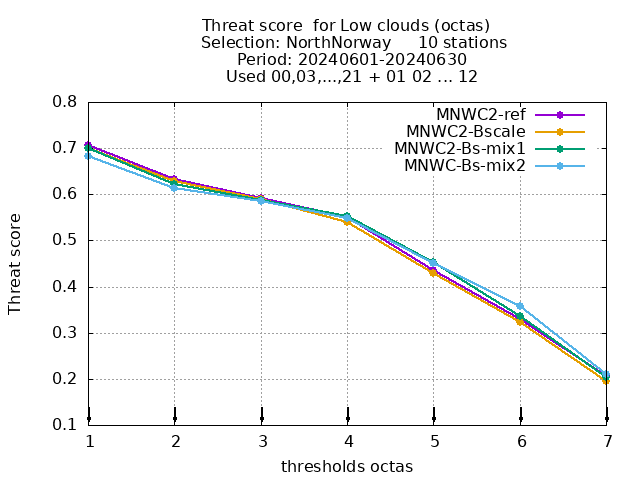 Threat score  for Low clouds (octas)
Selection: NorthNorway     10 stations
Period: 20240601-20240630
Used 00,03,...,21 + 01 02 ... 12
MNWC2-ref
MNWC2-Bscale
MNWC2-Bs-mix1
MNWC-Bs-mix2
0.8
0.7
0.6
0.5
0.4
0.3
0.2
0.1
Threat score
1 2 3 4 5 6 7
thresholds octas